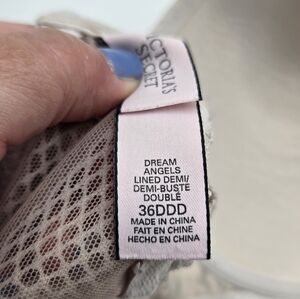 VICTORIA'S
SECRET
DREAM
ANGELS
LINED DEMI/
DEMI-BUSTE
DOUBLÉ
36DDD
MADE IN CHINA
FAIT EN CHINE
HECHO EN CHINA